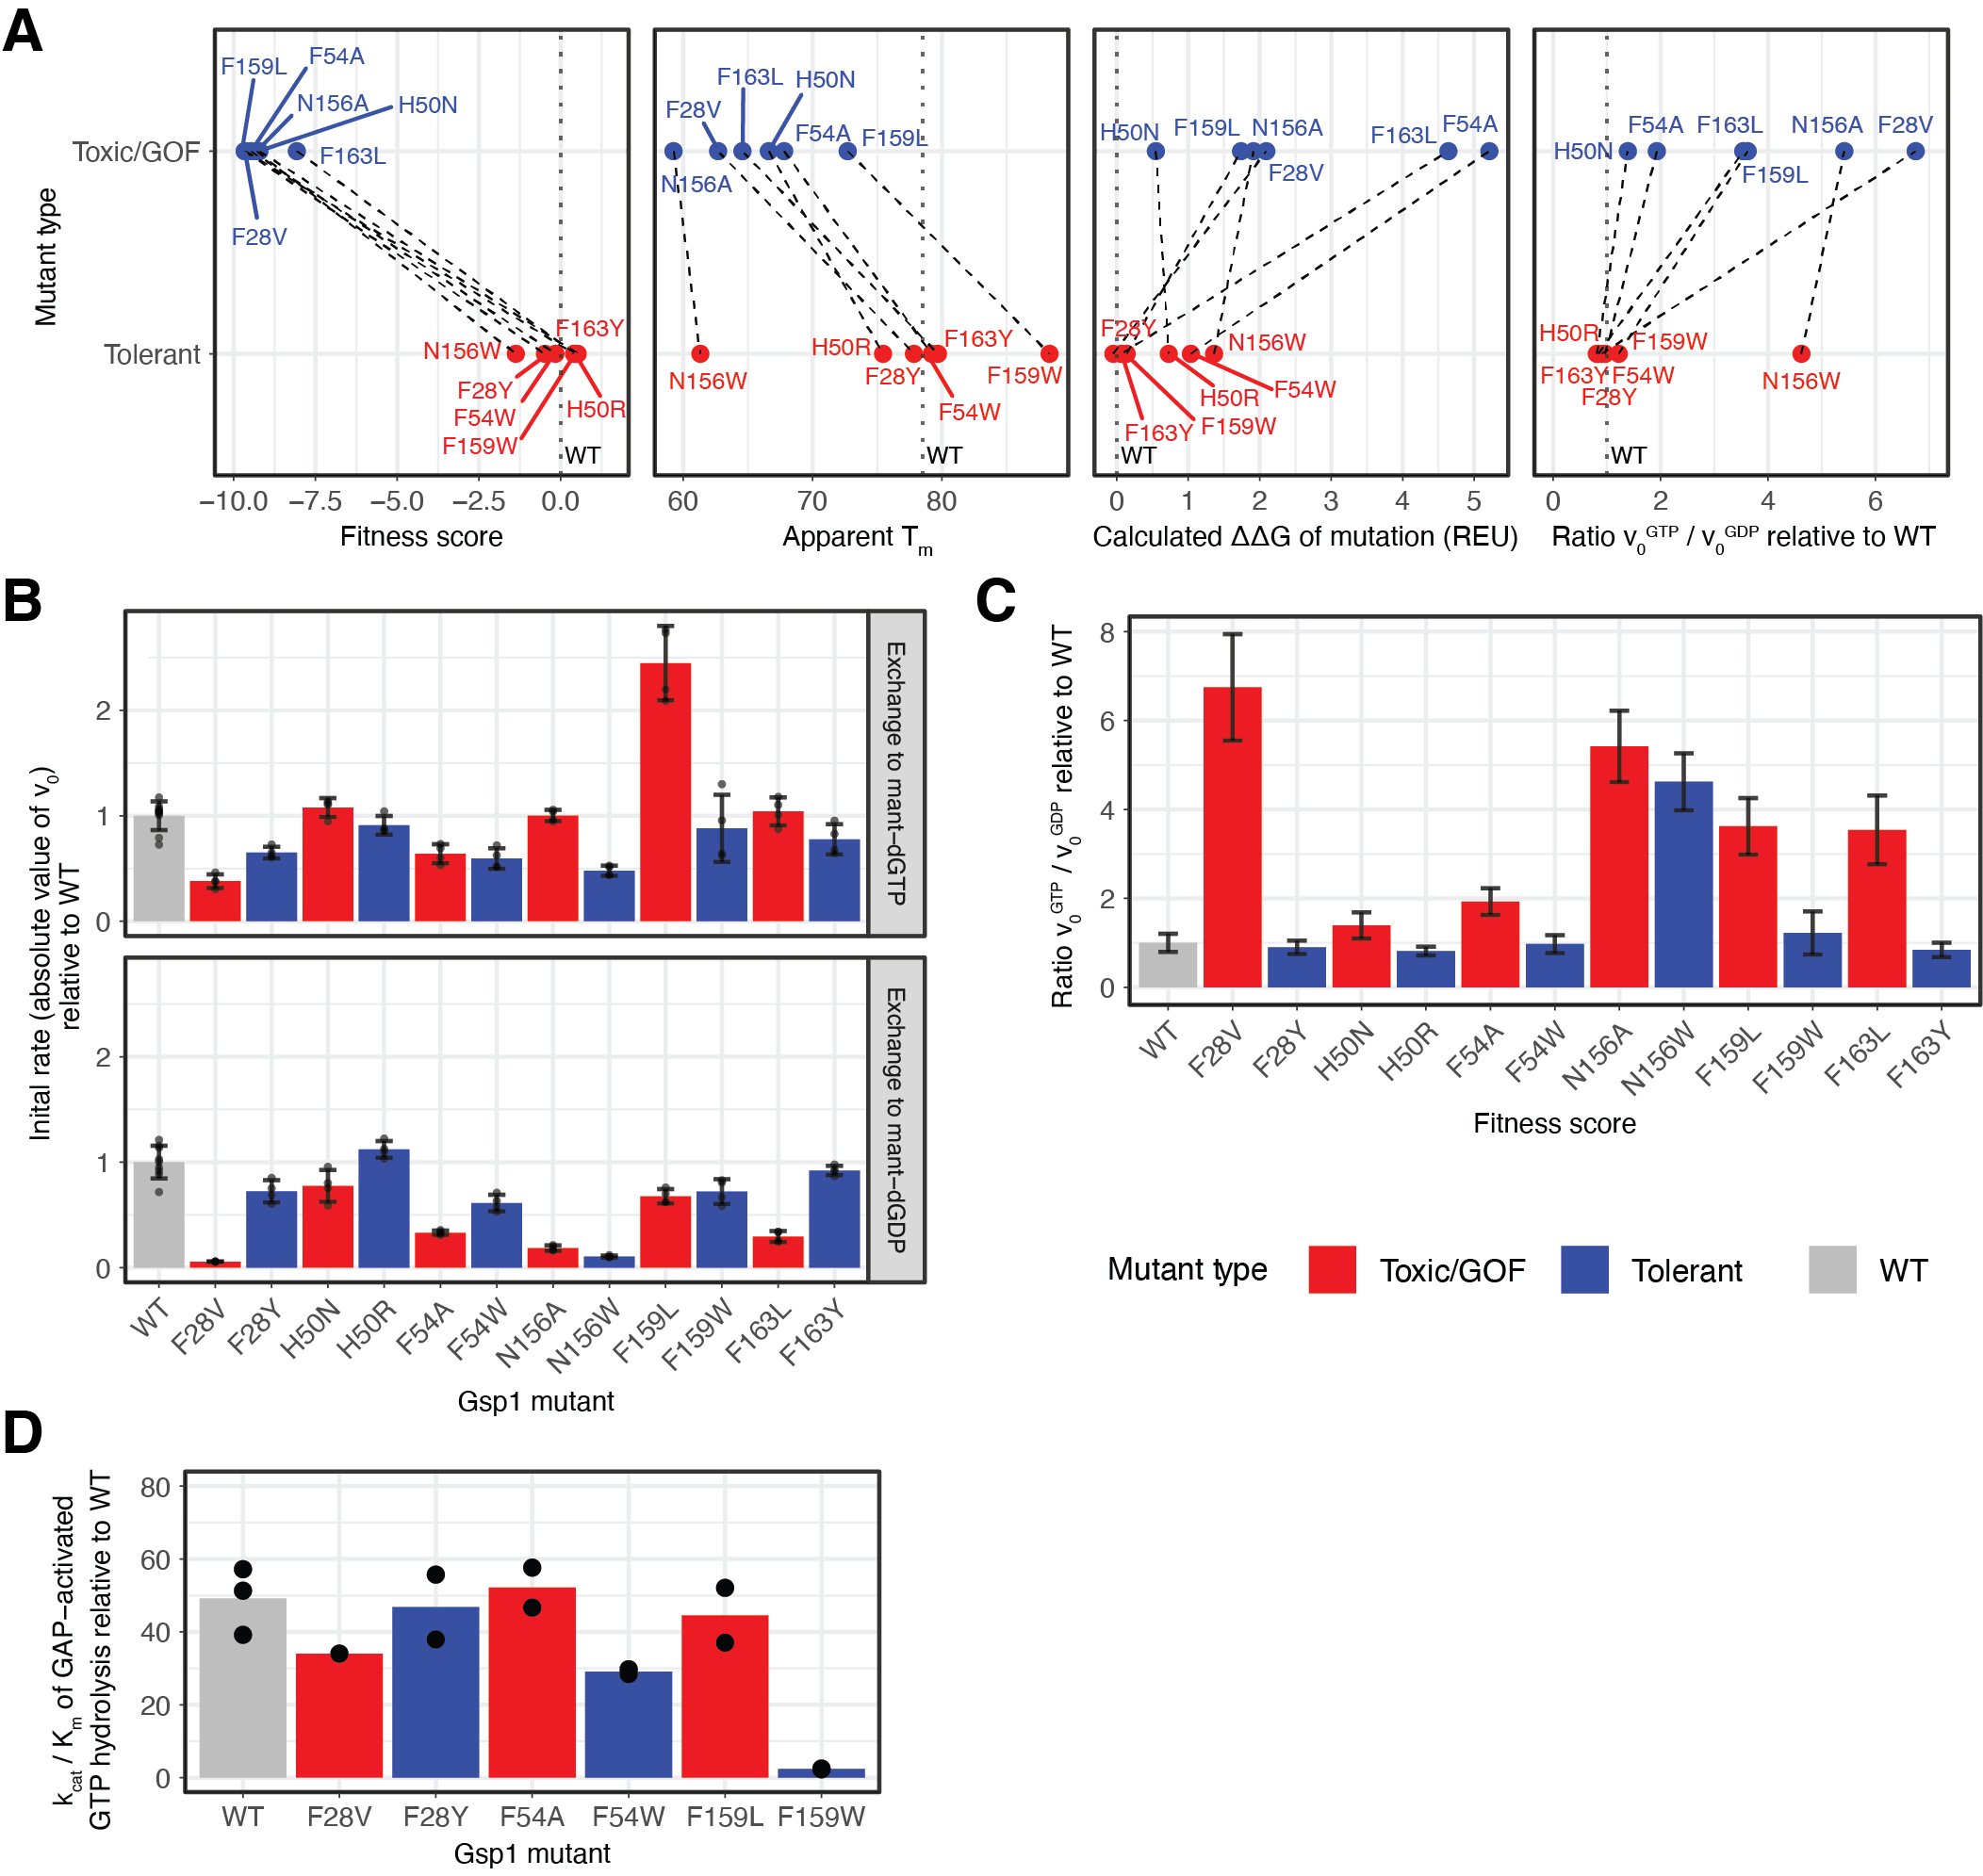 A
Mutant type
Toxic/GOF
Tolerant
F159L
F54A
N156A
H50N
F163L
F28V
F163Y
N156W
F28Y
F54W
F159W
H50R
WT
−10.0 −7.5 −5.0 −2.5 0.0
Fitness score
F163L H50N
F28V
F54A F159L
N156A
H50R
F163Y
N156W
F28Y
F159W
F54W
WT
60 70 80
Apparent Tm
H50N F159L N156A F163L F54A
F28V
F28Y
N156W
H50R F54W
F163Y F159W
WT
0 1 2 3 4 5
Calculated ΔΔG of mutation (REU)
F54A F163L N156A F28V
H50N
F159L
H50R
F159W
F163Y F54W N156W
F28Y
WT
0 2 4 6
Ratio v0GTP / v0GDP relative to WT
B
Inital rate (absolute value of v0)
relative to WT
2
1
0
Exchange to mant−dGTP
2
1
0
Exchange to mant−dGDP
WT F28V F28Y H50N H50R F54A F54W N156A N156W F159L F159W F163L F163Y
Gsp1 mutant
C
Ratio v0GTP / v0GDP relative to WT
8
6
4
2
0
WT F28V F28Y H50N H50R F54A F54W N156A N156W F159L F159W F163L F163Y
Fitness score
Mutant type Toxic/GOF Tolerant WT
D
kcat / Km of GAP−activated
GTP hydrolysis relative to WT
80
60
40
20
0
WT F28V F28Y F54A F54W F159L F159W
Gsp1 mutant